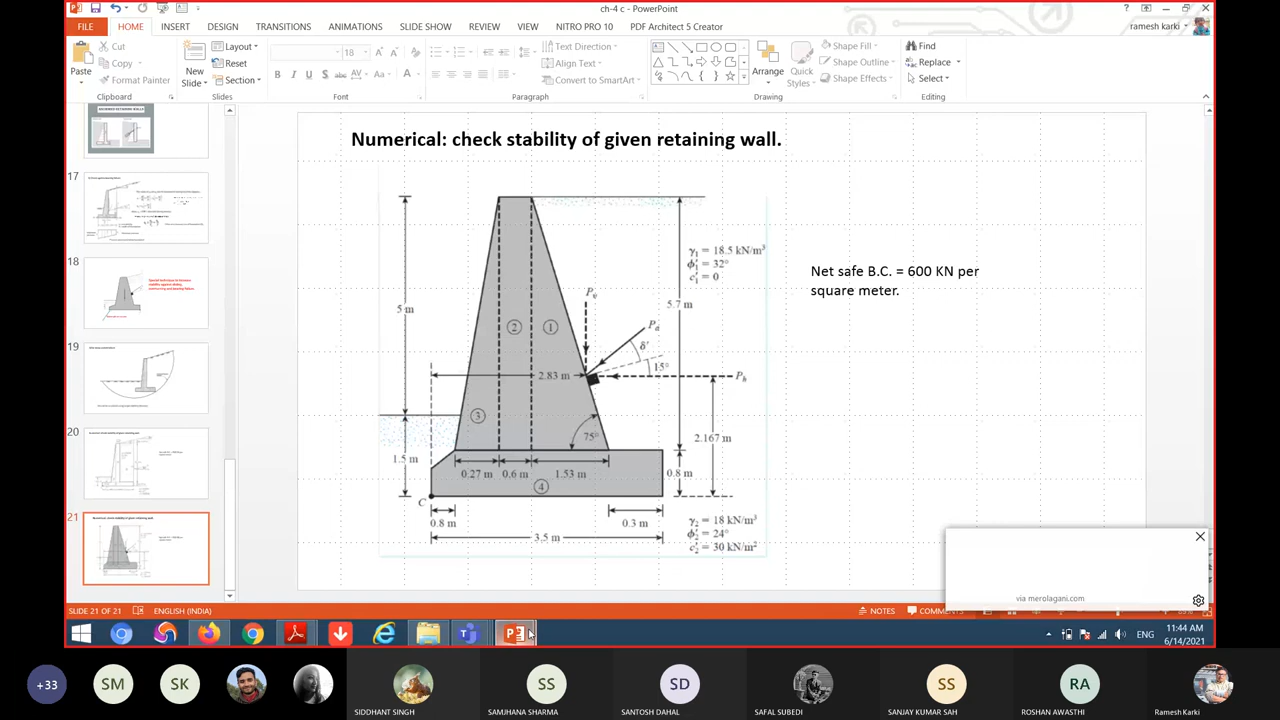 ch-4 c - PowerPoint
ramesh karki
FILE HOME INSERT DESIGN TRANSITIONS ANIMATIONS SLIDE SHOW REVIEW VIEW NITRO PRO 10 PDF Architect 5 Creator
Paste
Cut
Copy
Format Painter
Clipboard
New
Slide
Layout
Reset
Section
Slides
18
Font
Text Direction
Align Text
Convert to SmartArt
Paragraph
Arrange
Quick
Styles
Shape Fill
Shape Outline
Shape Effects
Drawing
Find
Replace
Select
Editing
17
18
19
20
21
Numerical: check stability of given retaining wall.
γ1 = 18.5 kN/m³
ϕ′1 = 32°
c′1 = 0
Net safe B.C. = 600 KN per
square meter.
5 m
5.7 m
Pv
Pa
δ′
15°
Ph
2.83 m
① ② ③ ④
75°
2.167 m
1.5 m
0.27 m 0.6 m 1.53 m
0.8 m
C
0.8 m
0.3 m
3.5 m
γ2 = 18 kN/m³
ϕ′2 = 24°
c′2 = 30 kN/m²
via merolagani.com
SLIDE 21 OF 21 ENGLISH (INDIA)
NOTES COMMENTS
ENG
11:44 AM
6/14/2021
+33
SM
SK
SIDDHANT SINGH
SS
SAMJHANA SHARMA
SD
SANTOSH DAHAL
SAFAL SUBEDI
SS
SANJAY KUMAR SAH
RA
ROSHAN AWASTHI
Ramesh Karki